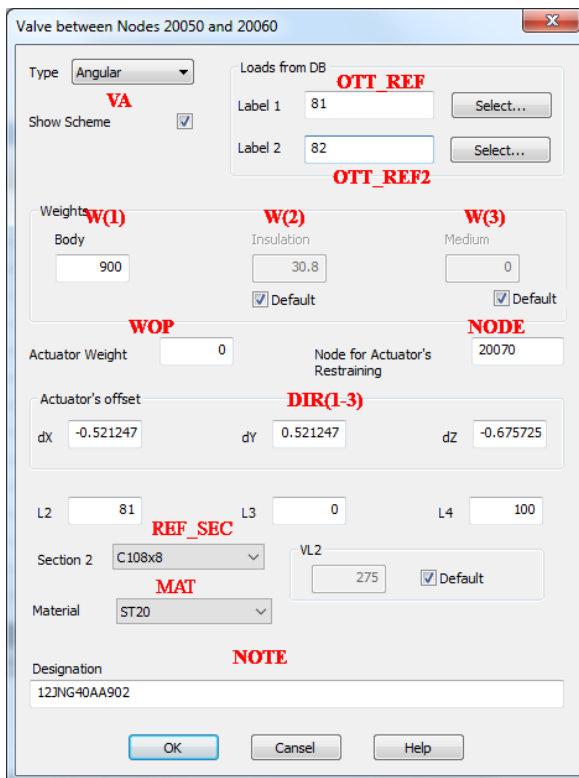 Valve between Nodes 20050 and 20060
Type Angular
VA
Show Scheme
Loads from DB
OTT_REF
Label 1 81 Select...
Label 2 82 Select...
OTT_REF2
Weights
W(1) W(2) W(3)
Body Insulation Medium
900 30.8 0
Default Default
WOP NODE
Actuator Weight 0 Node for Actuator's Restraining 20070
Actuator's offset DIR(1-3)
dX -0.521247 dY 0.521247 dZ -0.675725
L2 81 L3 0 L4 100
REF_SEC
Section 2 C108x8
VL2
275 Default
MAT
Material ST20
NOTE
Designation
12JNG40AA902
OK Cansel Help